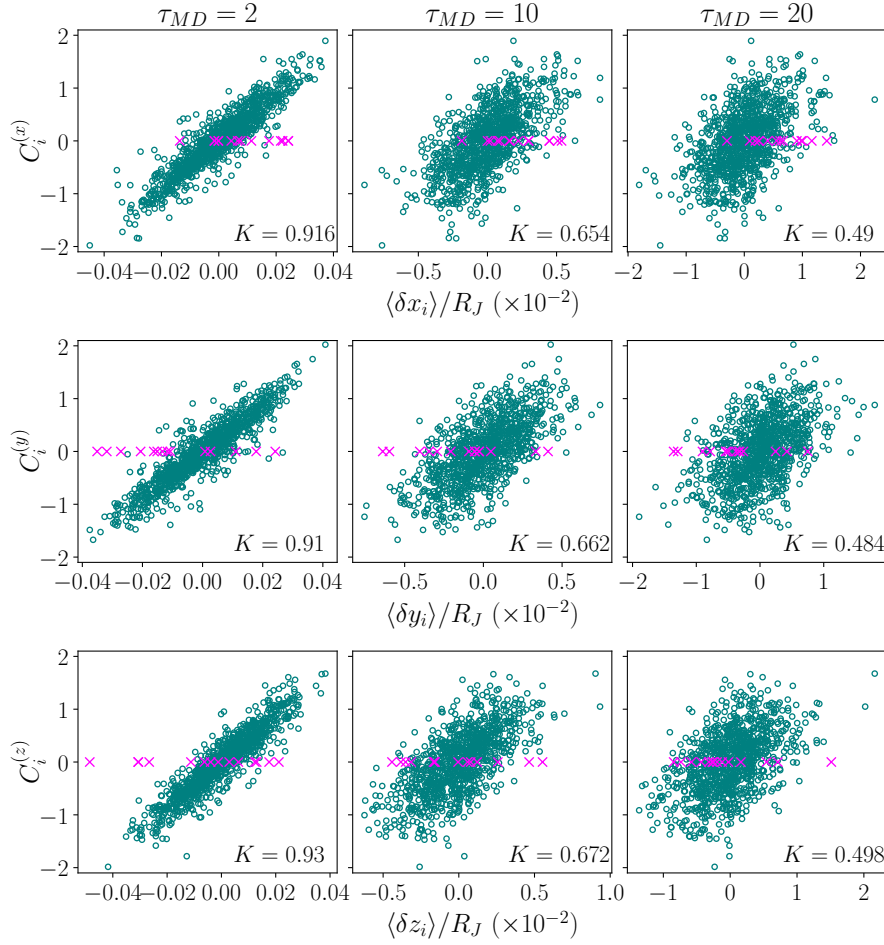 τ_MD = 2 τ_MD = 10 τ_MD = 20
2
1
0
−1
−2
C_i^(x)
K = 0.916 K = 0.654 K = 0.49
−0.04 −0.02 0.00 0.02 0.04 −0.5 0.0 0.5 −2 −1 0 1 2
⟨δx_i⟩/R_J (×10^−2)
2
1
0
−1
−2
C_i^(y)
K = 0.91 K = 0.662 K = 0.484
−0.04 −0.02 0.00 0.02 0.04 −0.5 0.0 0.5 −2 −1 0 1
⟨δy_i⟩/R_J (×10^−2)
2
1
0
−1
−2
C_i^(z)
K = 0.93 K = 0.672 K = 0.498
−0.04 −0.02 0.00 0.02 0.04 −0.5 0.0 0.5 1.0 −1 0 1 2
⟨δz_i⟩/R_J (×10^−2)